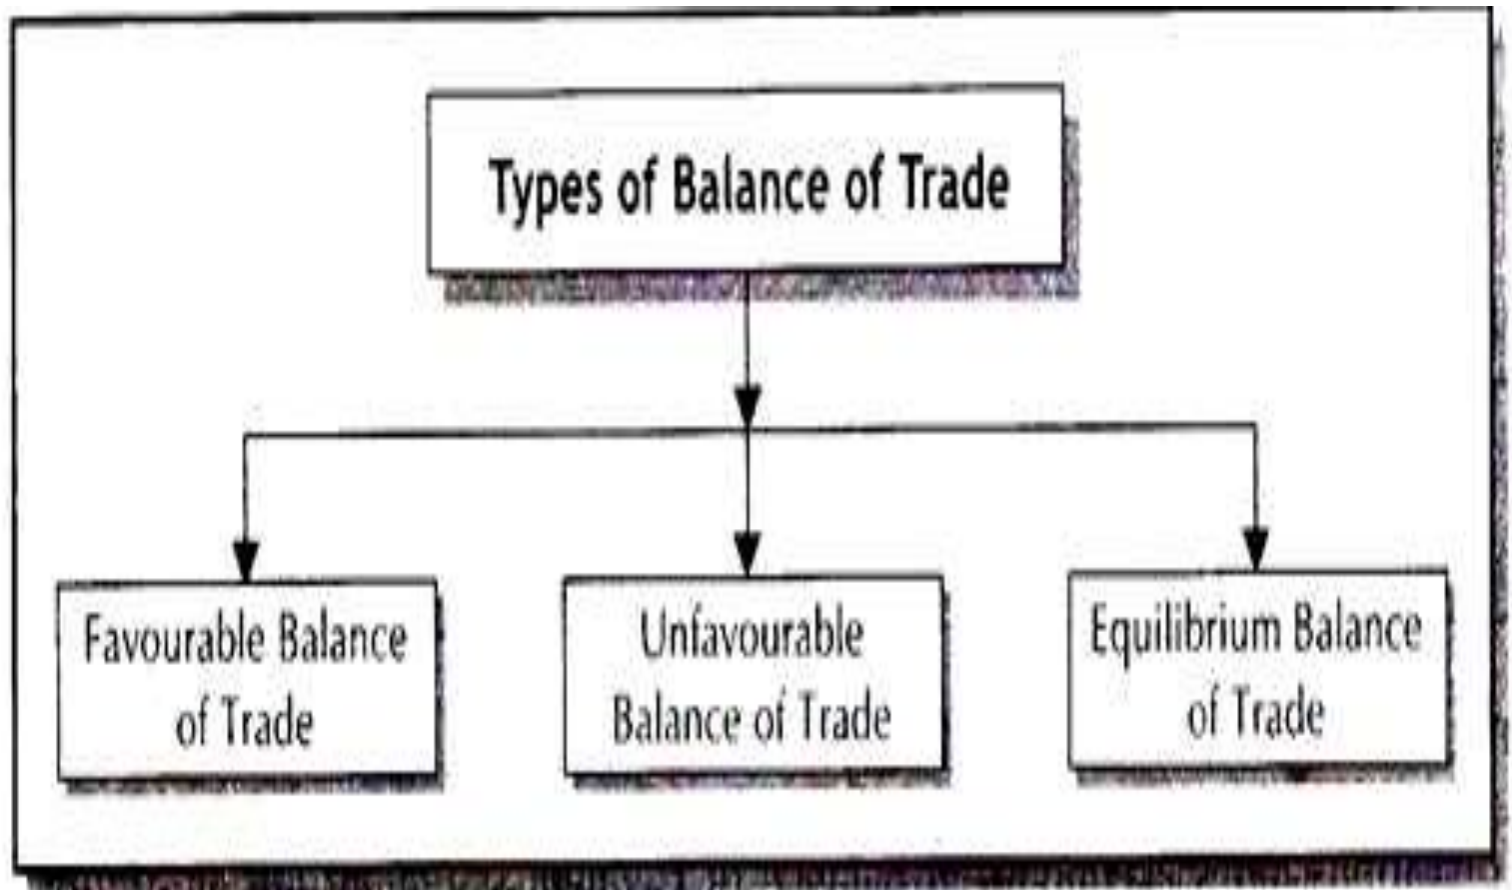 Types of Balance of Trade
Favourable Balance
of Trade
Unfavourable
Balance of Trade
Equilibrium Balance
of Trade